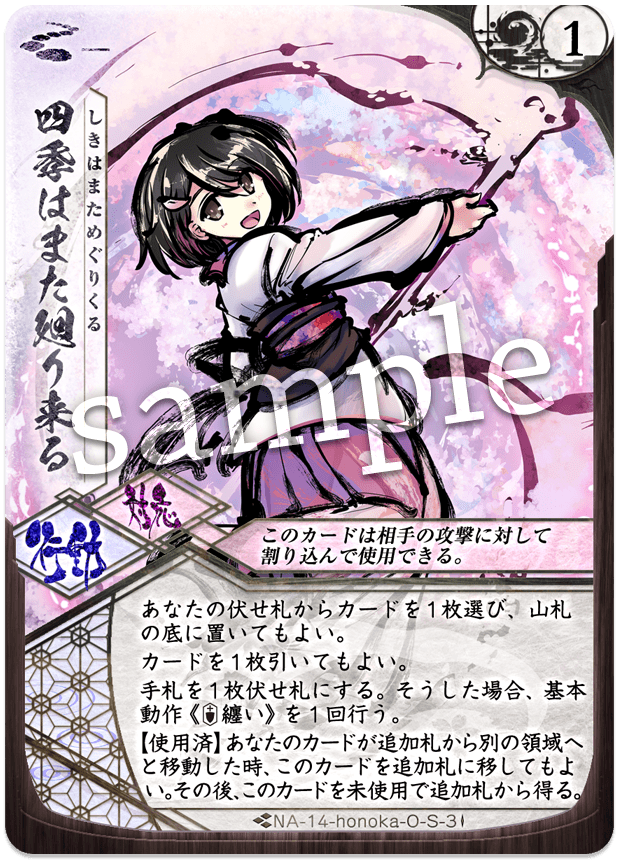 1
四季はまた廻り来る
しきはまためぐりくる
sample
行動
対応
このカードは相手の攻撃に対して
割り込んで使用できる。
あなたの伏せ札からカードを1枚選び、山札
の底に置いてもよい。
カードを1枚引いてもよい。
手札を1枚伏せ札にする。そうした場合、基本
動作《纏い》を1回行う。
【使用済】あなたのカードが追加札から別の領域へ
と移動した時、このカードを追加札に移してもよ
い。その後、このカードを未使用で追加札から得る。
NA-14-honoka-O-S-3